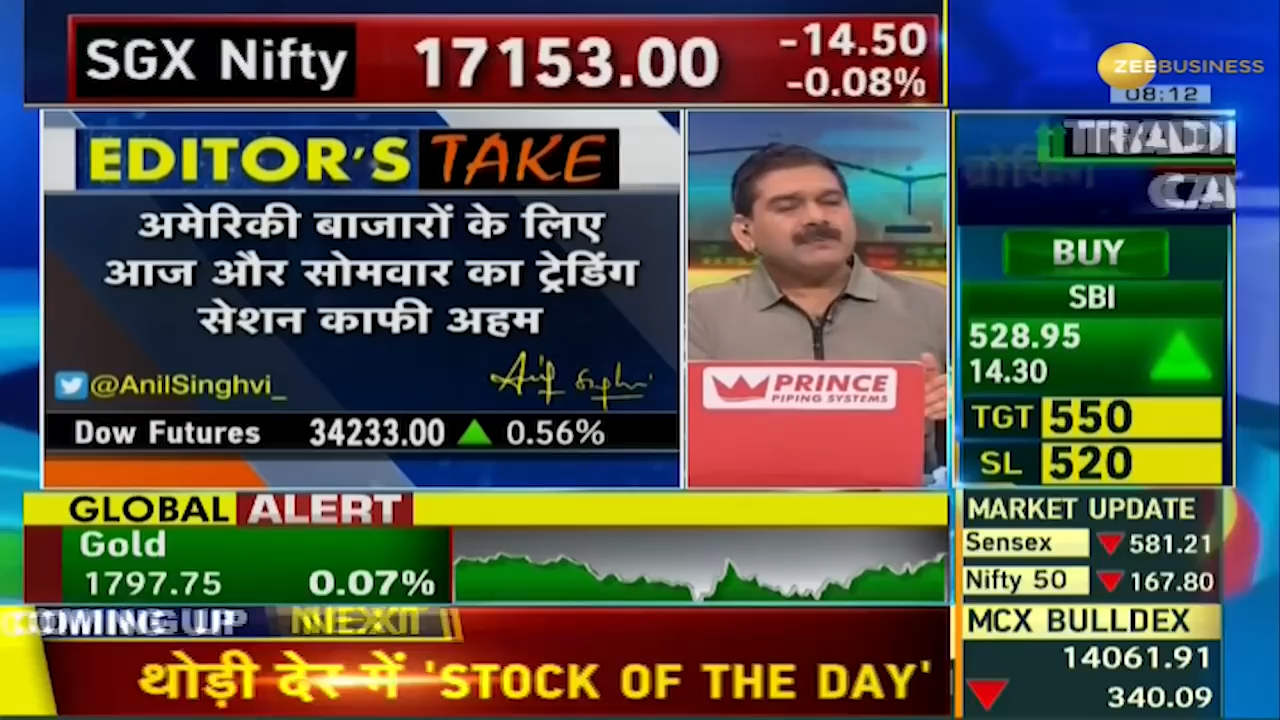 SGX Nifty 17153.00 -14.50
-0.08%
ZEEBUSINESS
08:12
EDITOR'S TAKE
अमेरिकी बाजारों के लिए
आज और सोमवार का ट्रेडिंग
सेशन काफी अहम
@AnilSinghvi_
Anil Singhvi
Dow Futures 34233.00 0.56%
PRINCE
PIPING SYSTEMS
BUY
SBI
528.95
14.30
TGT 550
SL 520
GLOBAL ALERT
Gold
1797.75 0.07%
MARKET UPDATE
Sensex 581.21
Nifty 50 167.80
MCX BULLDEX
14061.91
340.09
थोड़ी देर में 'STOCK OF THE DAY'